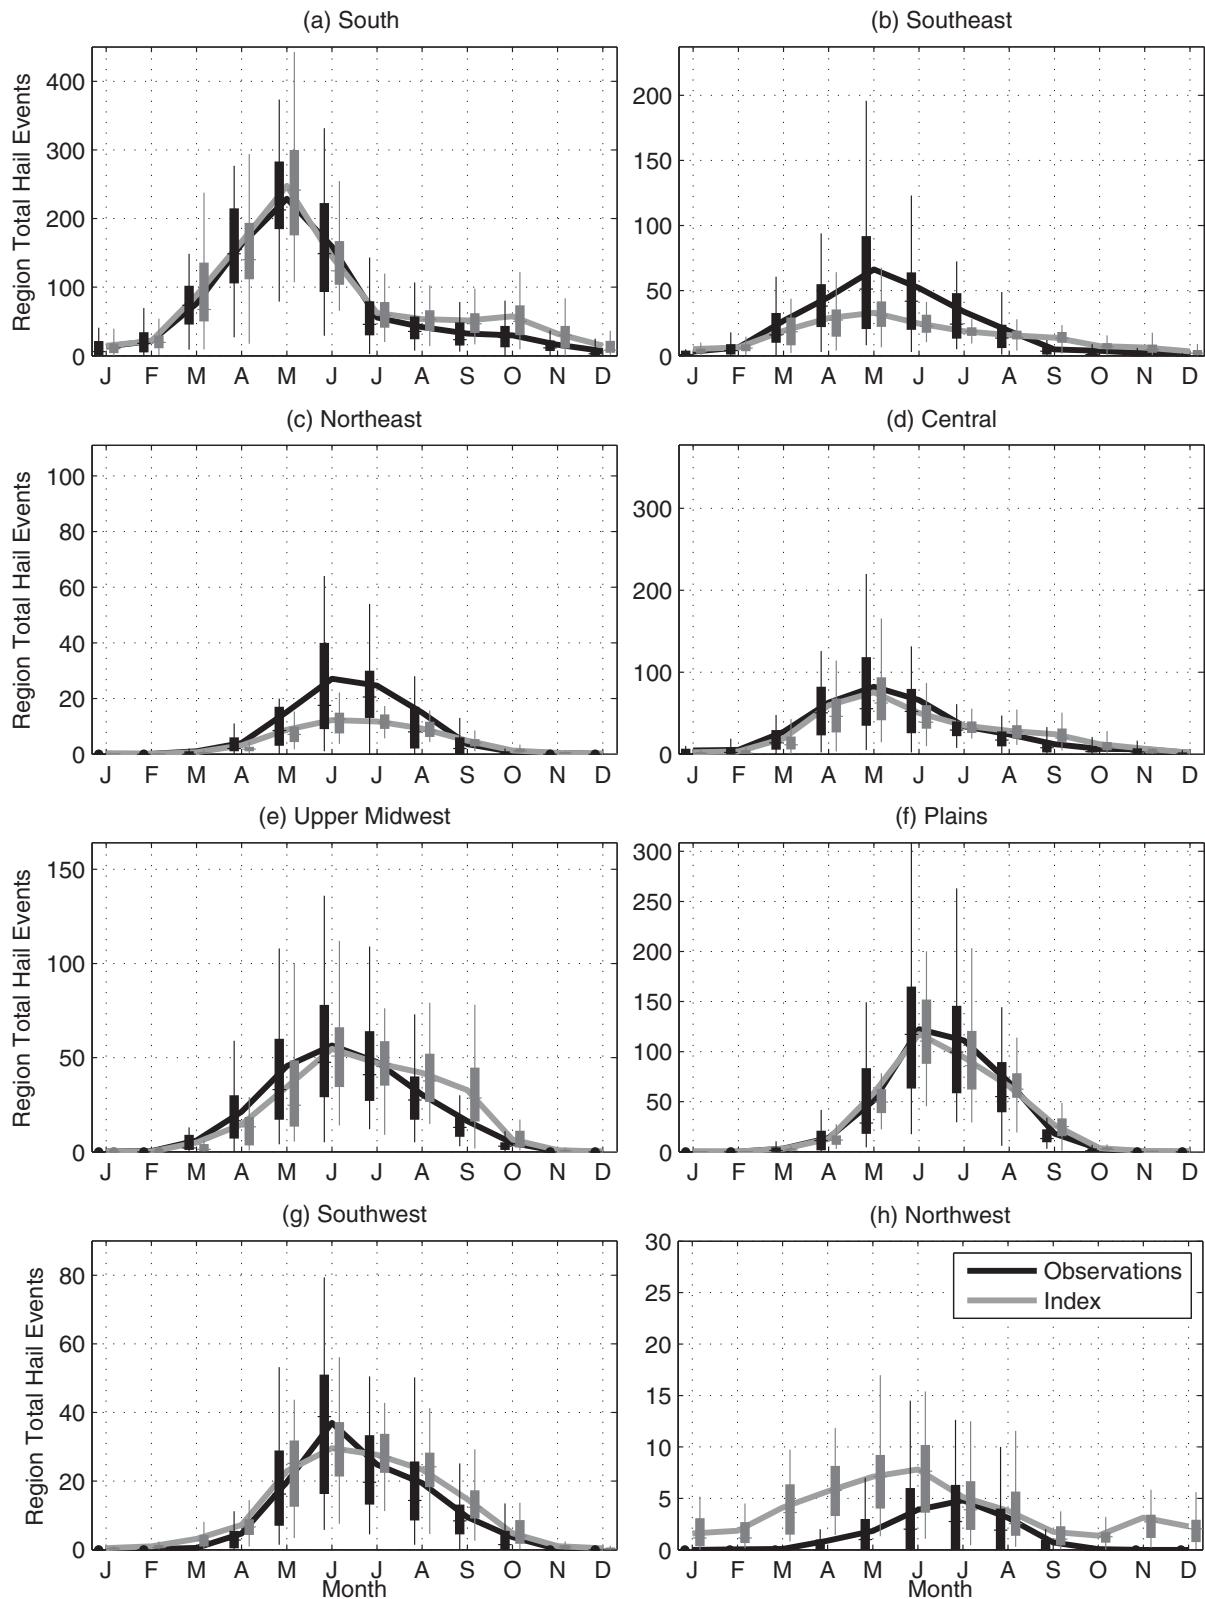 (a) South
Region Total Hail Events
400
300
200
100
0
J F M A M J J A S O N D
(b) Southeast
200
150
100
50
0
J F M A M J J A S O N D
(c) Northeast
Region Total Hail Events
100
80
60
40
20
0
J F M A M J J A S O N D
(d) Central
300
200
100
0
J F M A M J J A S O N D
(e) Upper Midwest
Region Total Hail Events
150
100
50
0
J F M A M J J A S O N D
(f) Plains
300
250
200
150
100
50
0
J F M A M J J A S O N D
(g) Southwest
Region Total Hail Events
80
60
40
20
0
J F M A M J J A S O N D
Month
(h) Northwest
30
25
20
15
10
5
0
Observations
Index
J F M A M J J A S O N D
Month